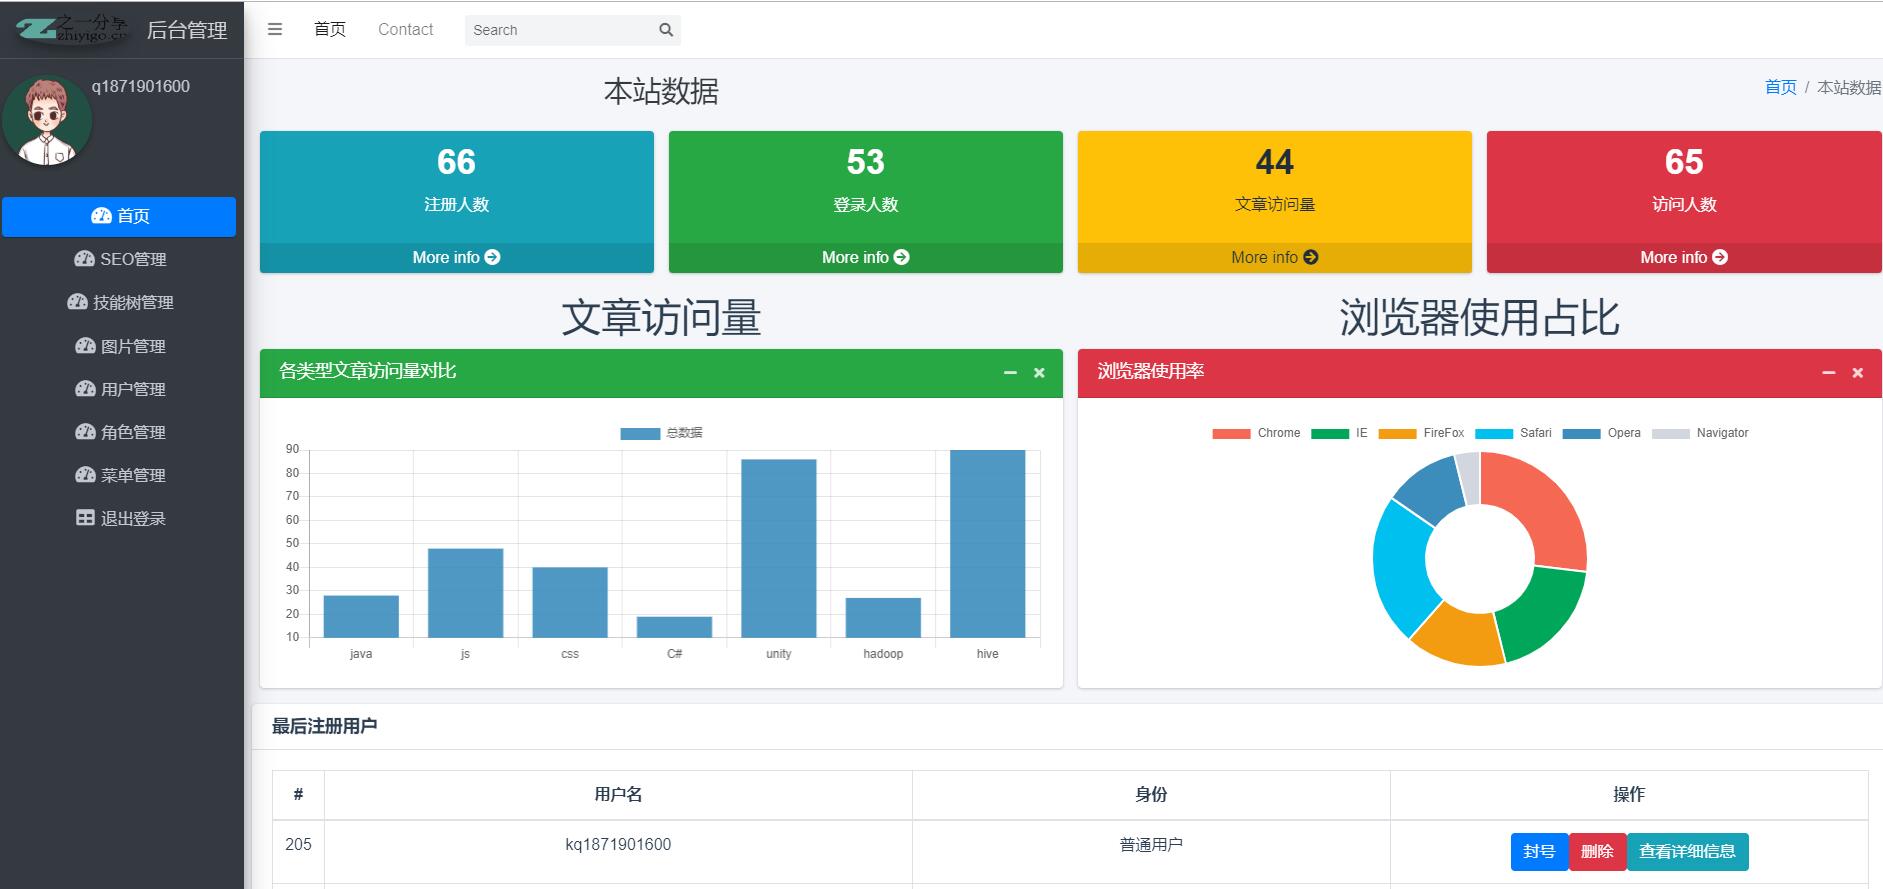 之一分享
zhiyigo.cn
后台管理
首页
Contact
Search
q1871901600
首页
SEO管理
技能树管理
图片管理
用户管理
角色管理
菜单管理
退出登录
本站数据
首页 / 本站数据
66
注册人数
More info
53
登录人数
More info
44
文章访问量
More info
65
访问人数
More info
文章访问量
浏览器使用占比
各类型文章访问量对比
总数据
90
80
70
60
50
40
30
20
10
java js css C# unity hadoop hive
浏览器使用率
Chrome IE FireFox Safari Opera Navigator
最后注册用户
# 用户名 身份 操作
205 kq1871901600 普通用户 封号 删除 查看详细信息